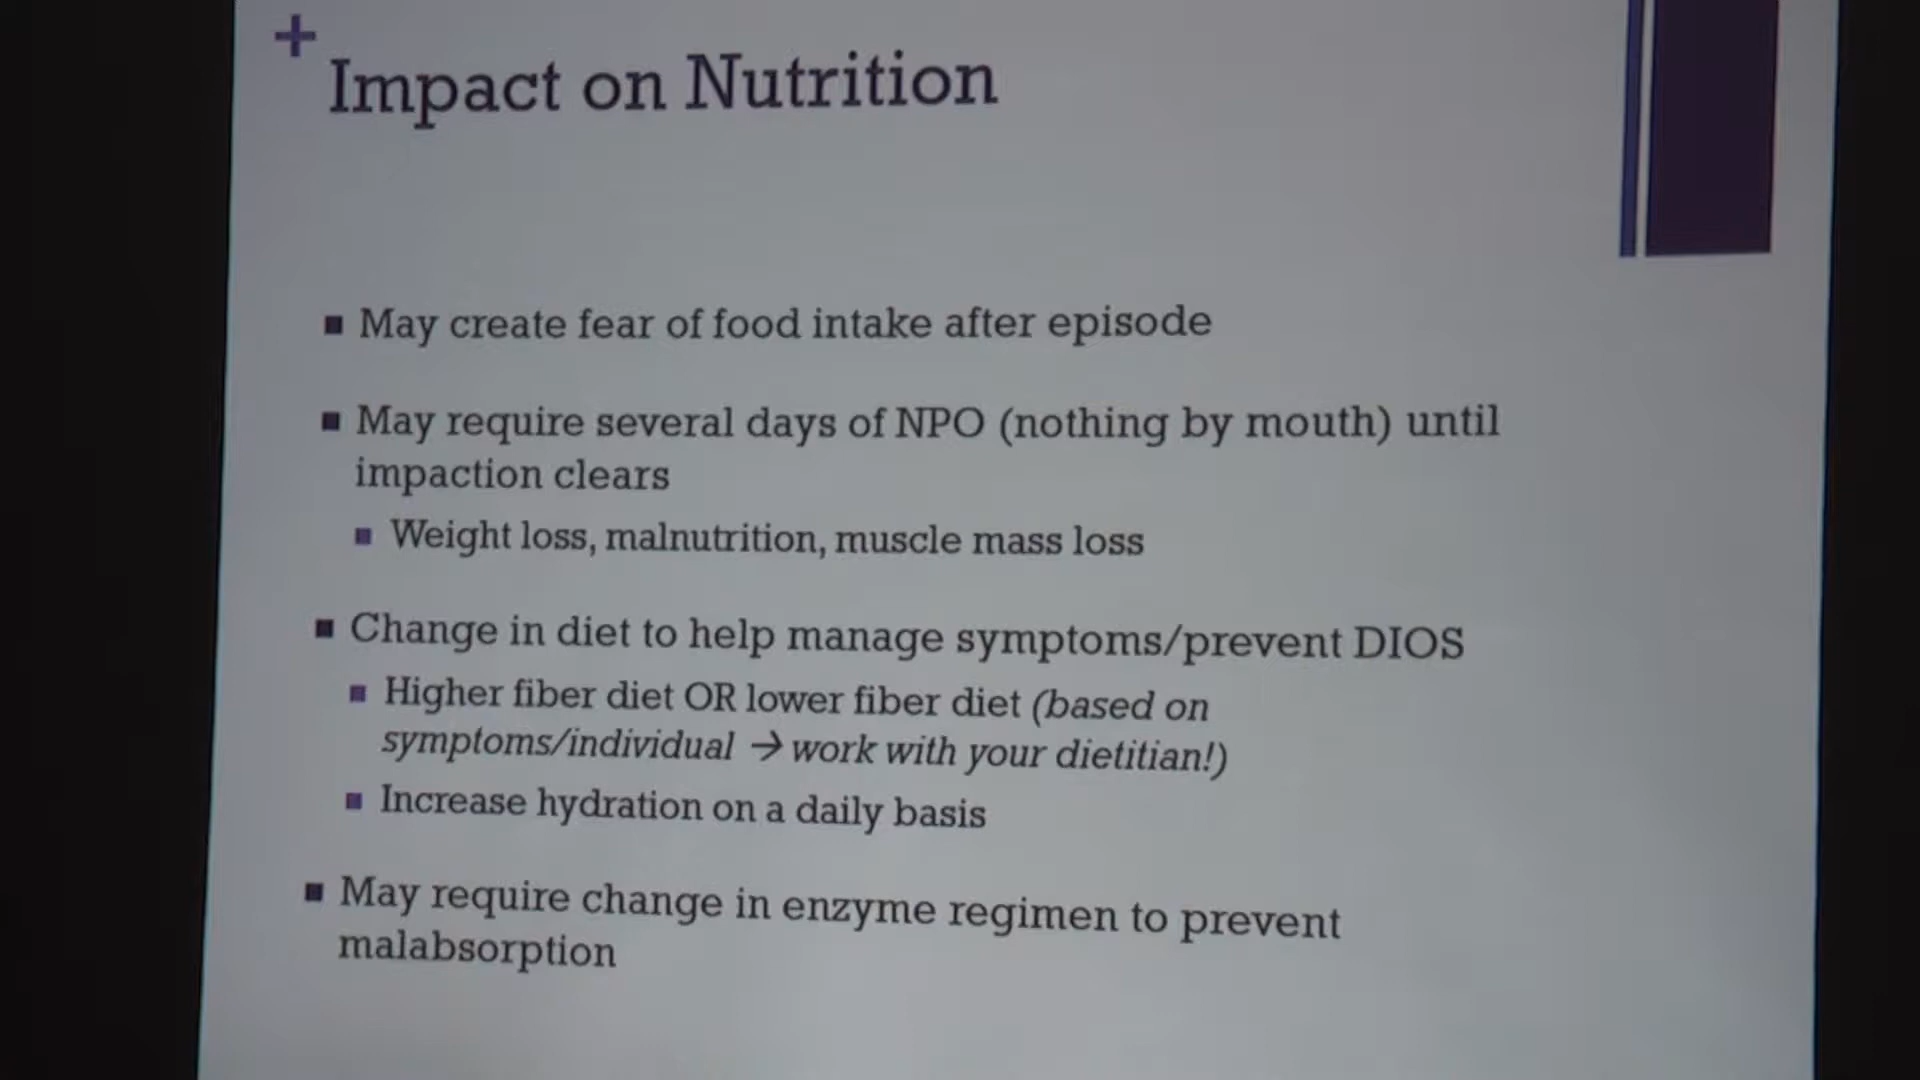 +
Impact on Nutrition
▪ May create fear of food intake after episode
▪ May require several days of NPO (nothing by mouth) until
impaction clears
▪ Weight loss, malnutrition, muscle mass loss
▪ Change in diet to help manage symptoms/prevent DIOS
▪ Higher fiber diet OR lower fiber diet (based on
symptoms/individual → work with your dietitian!)
▪ Increase hydration on a daily basis
▪ May require change in enzyme regimen to prevent
malabsorption